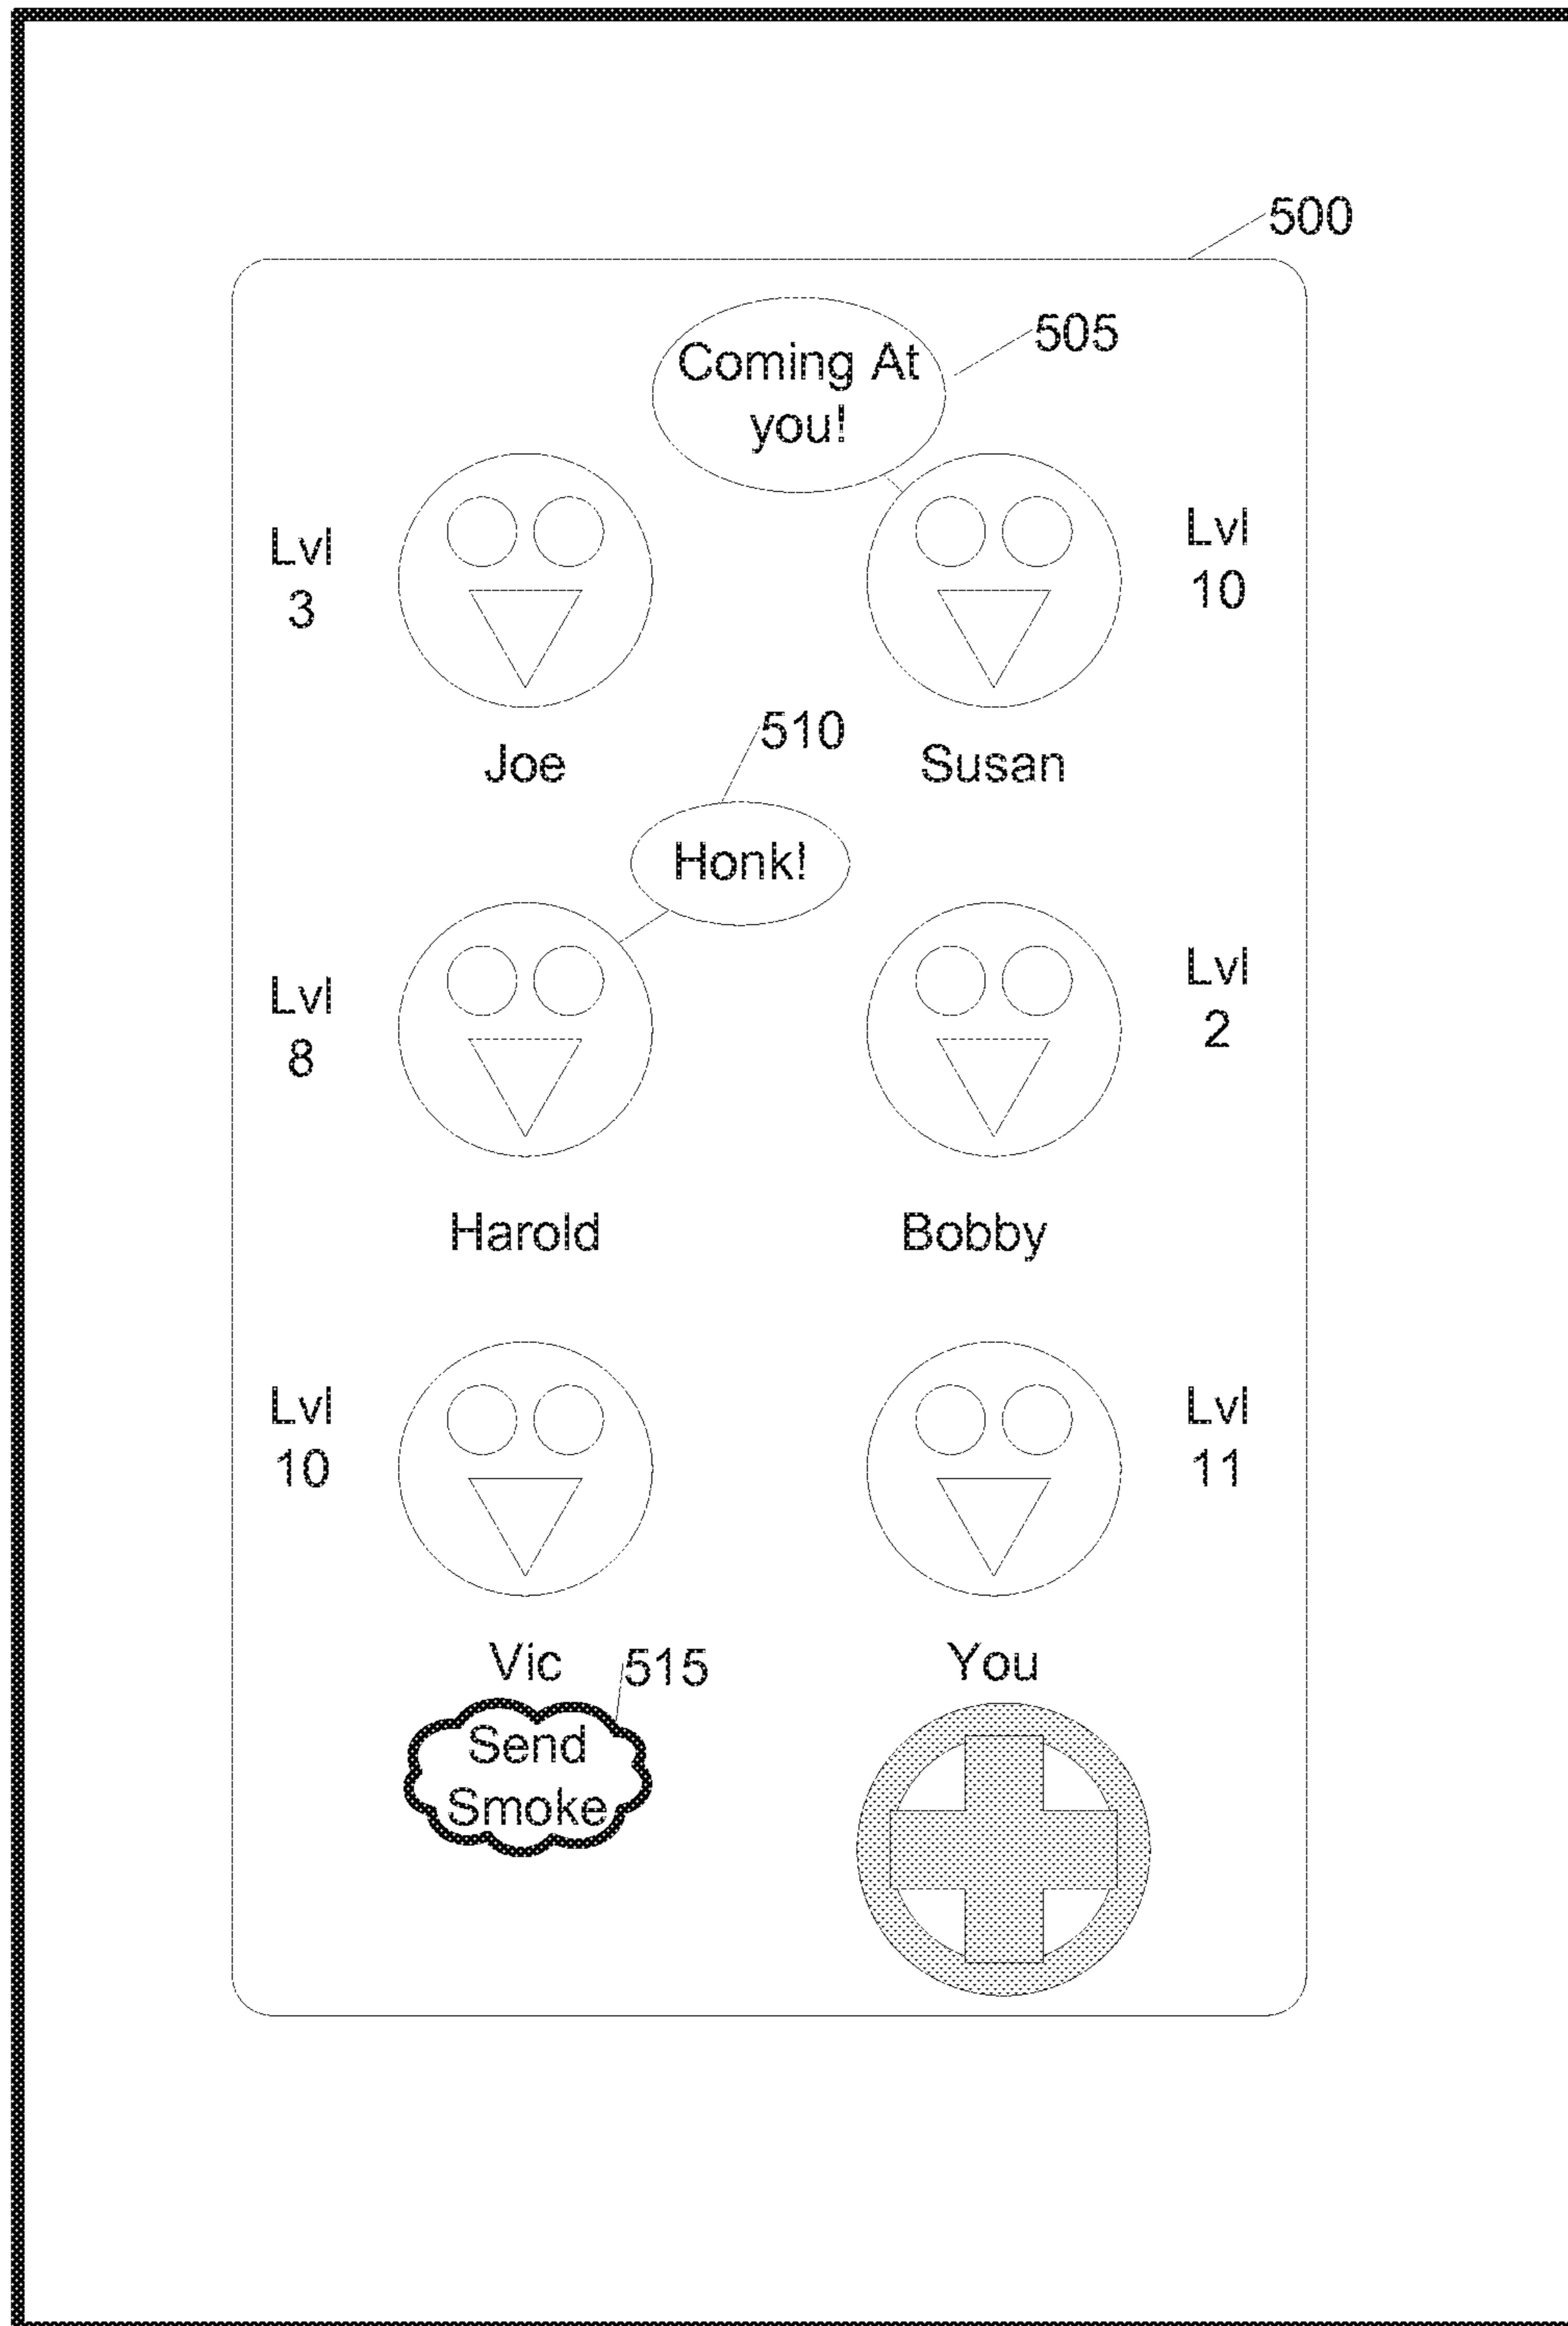 500
Coming At
you!
505
Lvl
3
Lvl
10
Joe
510
Susan
Honk!
Lvl
8
Lvl
2
Harold
Bobby
Lvl
10
Lvl
11
Vic
515
You
Send
Smoke